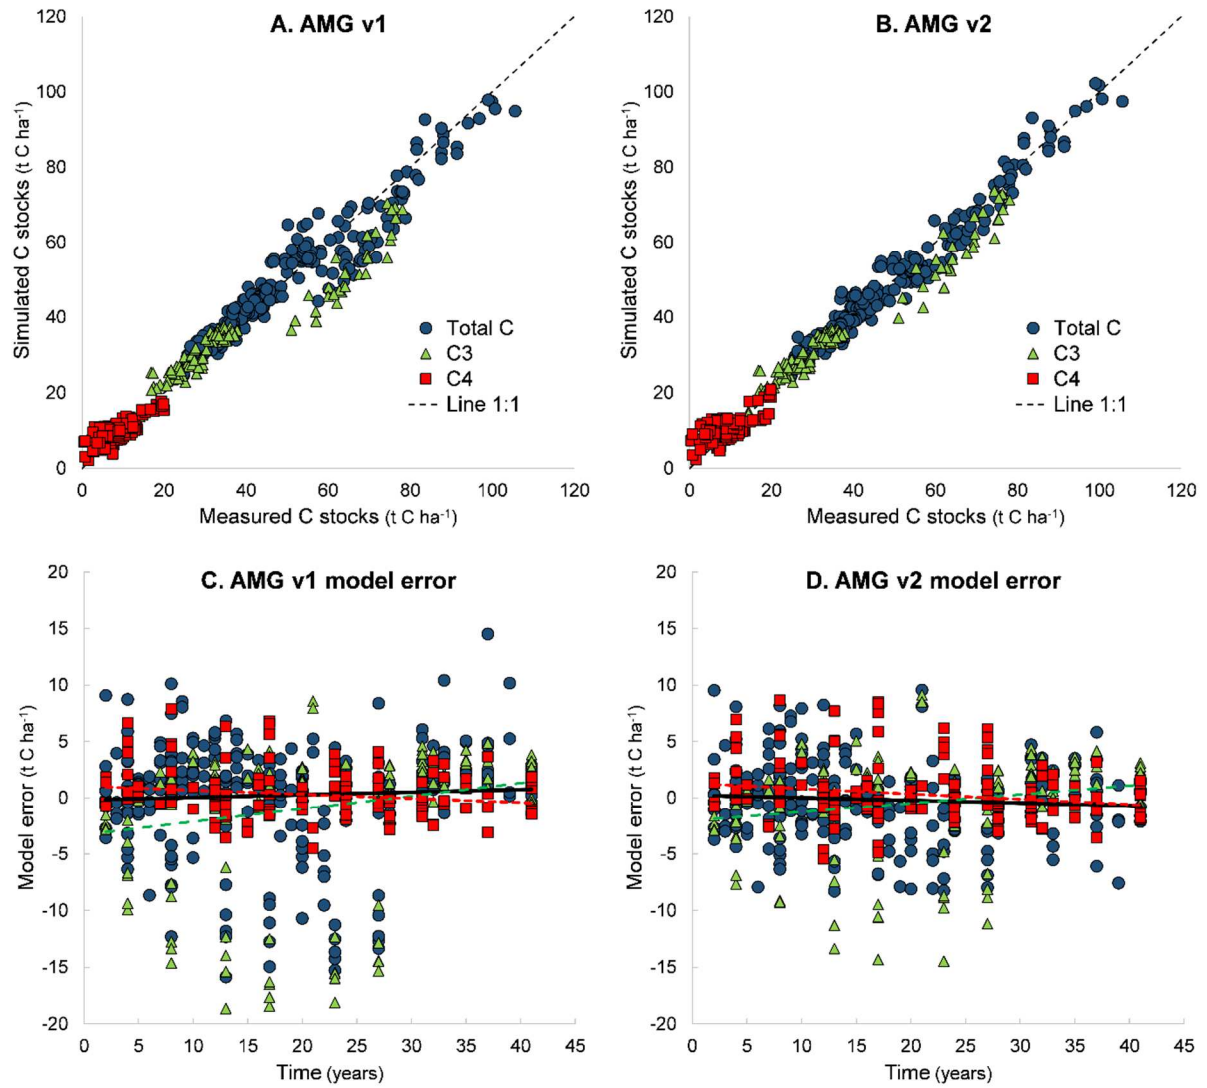 A. AMG v1
120
100
80
60
40
20
0
Simulated C stocks (t C ha⁻¹)
Total C
C3
C4
Line 1:1
0 20 40 60 80 100 120
Measured C stocks (t C ha⁻¹)
B. AMG v2
120
100
80
60
40
20
0
Simulated C stocks (t C ha⁻¹)
Total C
C3
C4
Line 1:1
0 20 40 60 80 100 120
Measured C stocks (t C ha⁻¹)
C. AMG v1 model error
20
15
10
5
0
-5
-10
-15
-20
Model error (t C ha⁻¹)
0 5 10 15 20 25 30 35 40 45
Time (years)
D. AMG v2 model error
20
15
10
5
0
-5
-10
-15
-20
Model error (t C ha⁻¹)
0 5 10 15 20 25 30 35 40 45
Time (years)